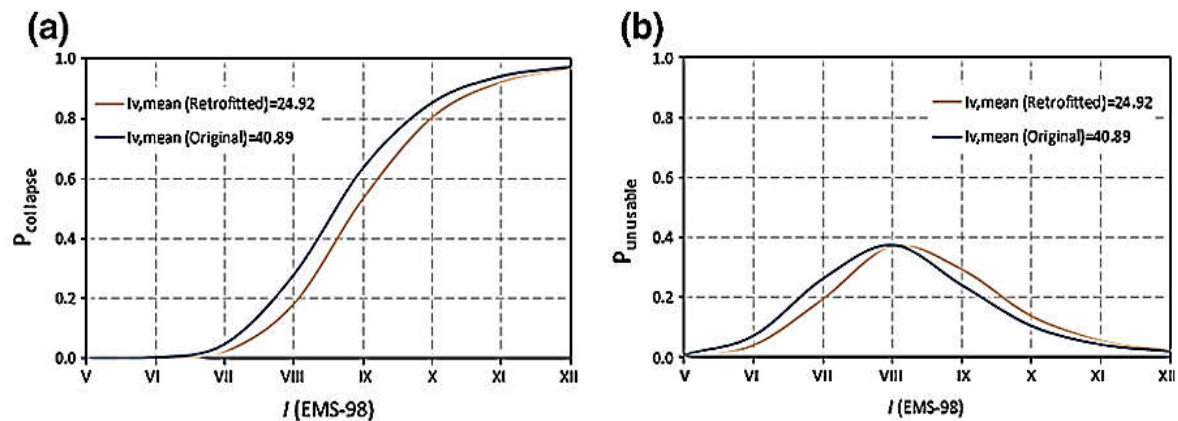 (a)
1.0
0.8
0.6
0.4
0.2
0.0
Pcollapse
Iv,mean (Retrofitted)=24.92
Iv,mean (Original)=40.89
V VI VII VIII IX X XI XII
I (EMS-98)
(b)
1.0
0.8
0.6
0.4
0.2
0.0
Punusable
Iv,mean (Retrofitted)=24.92
Iv,mean (Original)=40.89
V VI VII VIII IX X XI XII
I (EMS-98)